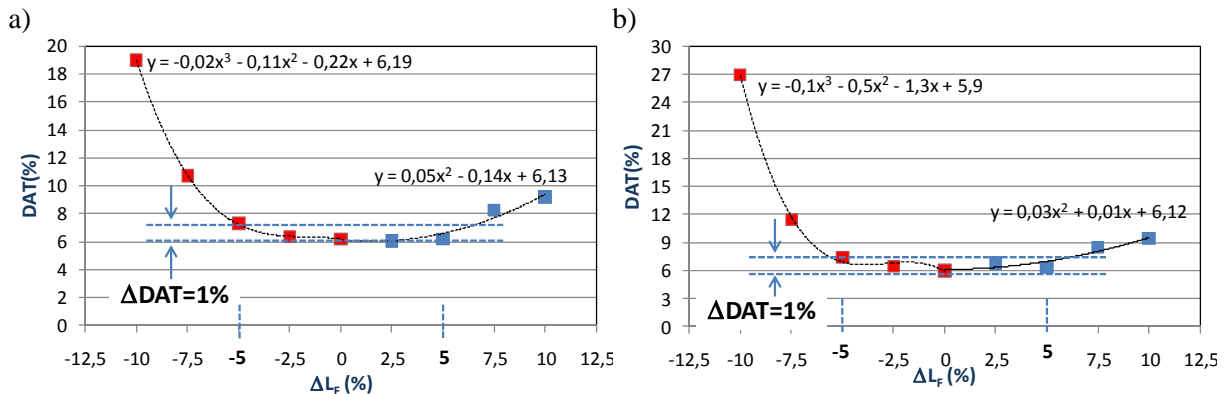 a)
y = -0,02x³ - 0,11x² - 0,22x + 6,19
y = 0,05x² - 0,14x + 6,13
ΔDAT=1%
DAT(%)
20
18
16
14
12
10
8
6
4
2
0
-12,5 -10 -7,5 -5 -2,5 0 2,5 5 7,5 10 12,5
ΔL_F (%)
b)
y = -0,1x³ - 0,5x² - 1,3x + 5,9
y = 0,03x² + 0,01x + 6,12
ΔDAT=1%
DAT(%)
30
27
24
21
18
15
12
9
6
3
0
-12,5 -10 -7,5 -5 -2,5 0 2,5 5 7,5 10 12,5
ΔL_F (%)